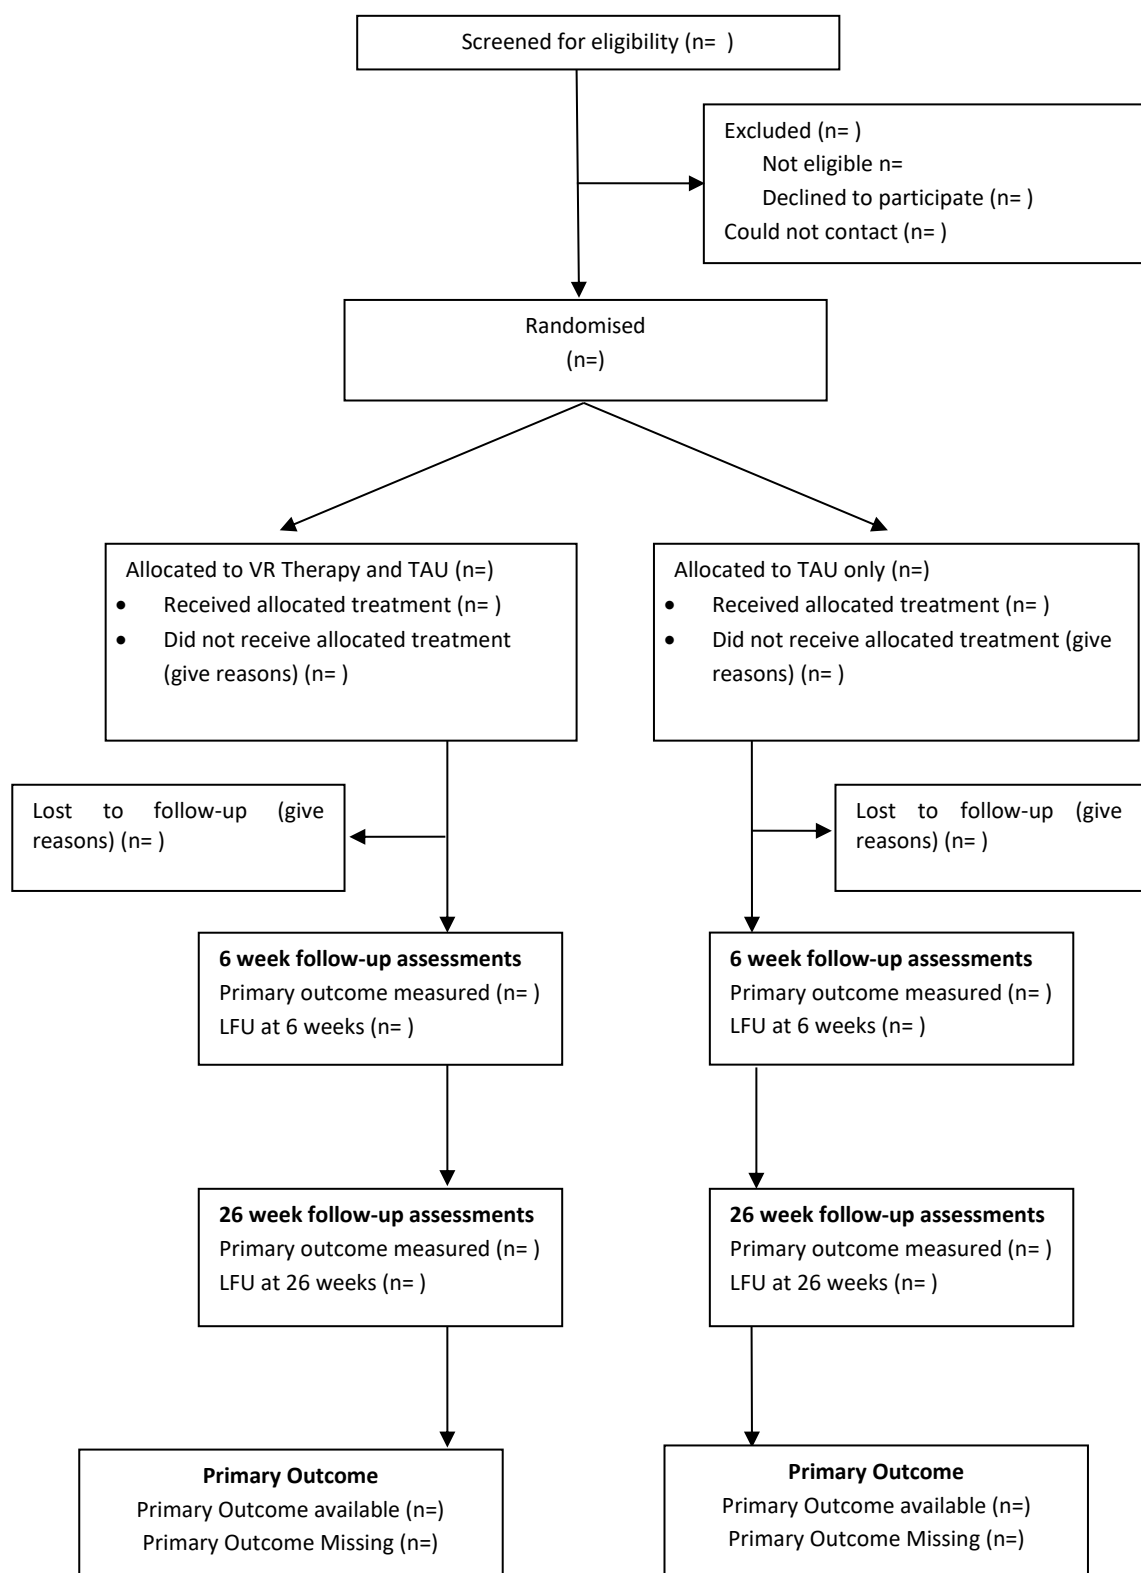 Screened for eligibility (n=  )
Excluded (n= )
Not eligible n=
Declined to participate (n= )
Could not contact (n= )
Randomised
(n=)
Allocated to VR Therapy and TAU (n=)
• Received allocated treatment (n= )
• Did not receive allocated treatment
(give reasons) (n= )
Allocated to TAU only (n=)
• Received allocated treatment (n= )
• Did not receive allocated treatment (give
reasons) (n= )
Lost to follow-up (give
reasons) (n= )
Lost to follow-up (give
reasons) (n= )
6 week follow-up assessments
Primary outcome measured (n= )
LFU at 6 weeks (n= )
6 week follow-up assessments
Primary outcome measured (n= )
LFU at 6 weeks (n= )
26 week follow-up assessments
Primary outcome measured (n= )
LFU at 26 weeks (n= )
26 week follow-up assessments
Primary outcome measured (n= )
LFU at 26 weeks (n= )
Primary Outcome
Primary Outcome available (n=)
Primary Outcome Missing (n=)
Primary Outcome
Primary Outcome available (n=)
Primary Outcome Missing (n=)